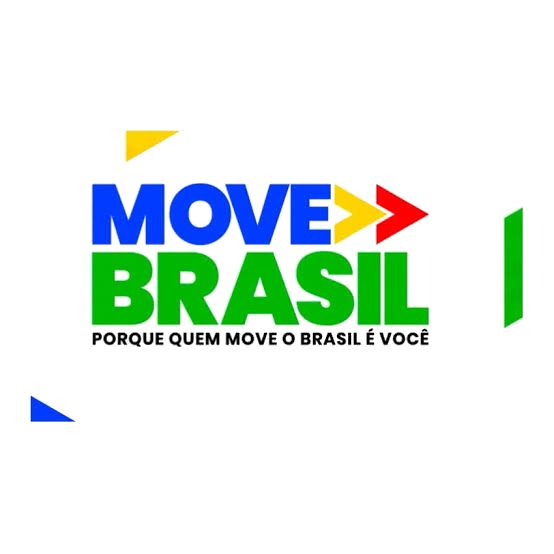 MOVE
BRASIL
PORQUE QUEM MOVE O BRASIL É VOCÊ